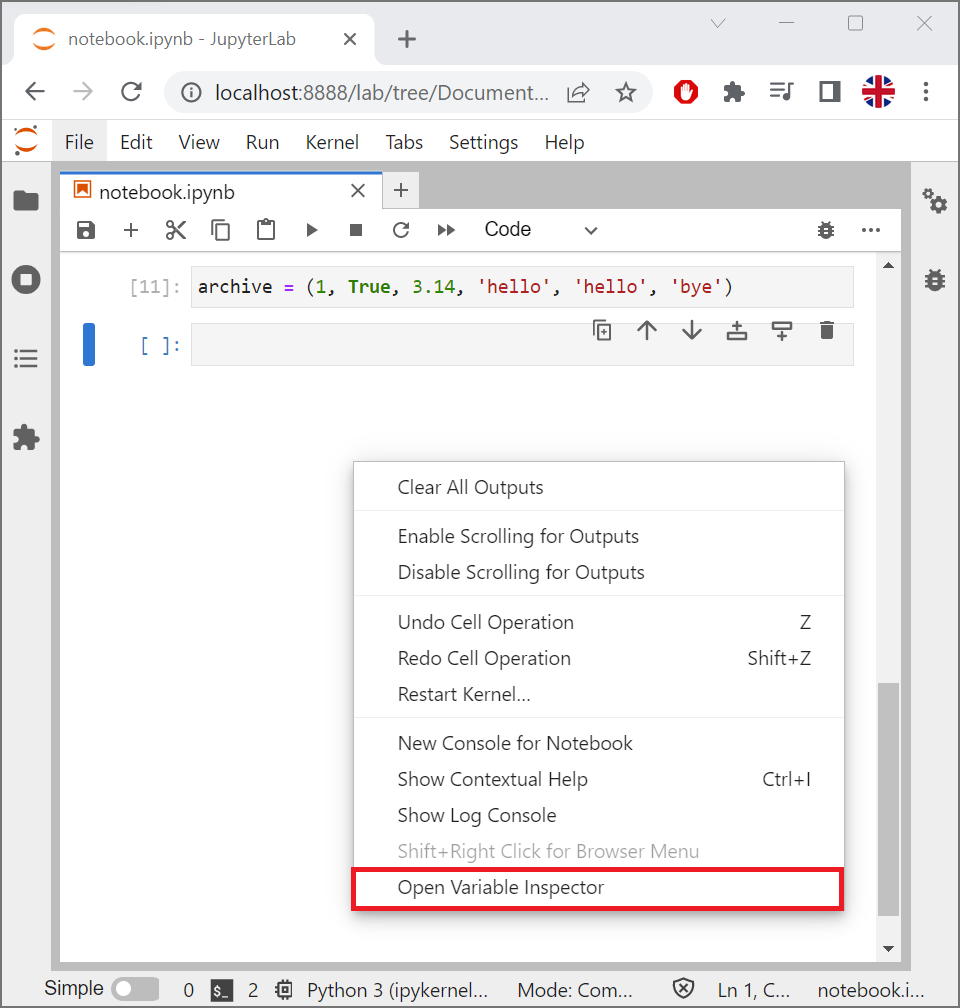 notebook.ipynb - JupyterLab
localhost:8888/lab/tree/Document...
File Edit View Run Kernel Tabs Settings Help
notebook.ipynb
Code
[11]: archive = (1, True, 3.14, 'hello', 'hello', 'bye')
[ ]:
Clear All Outputs
Enable Scrolling for Outputs
Disable Scrolling for Outputs
Undo Cell Operation Z
Redo Cell Operation Shift+Z
Restart Kernel...
New Console for Notebook
Show Contextual Help Ctrl+I
Show Log Console
Shift+Right Click for Browser Menu
Open Variable Inspector
Simple 0 $_ 2 Python 3 (ipykernel... Mode: Com... Ln 1, C... notebook.i...